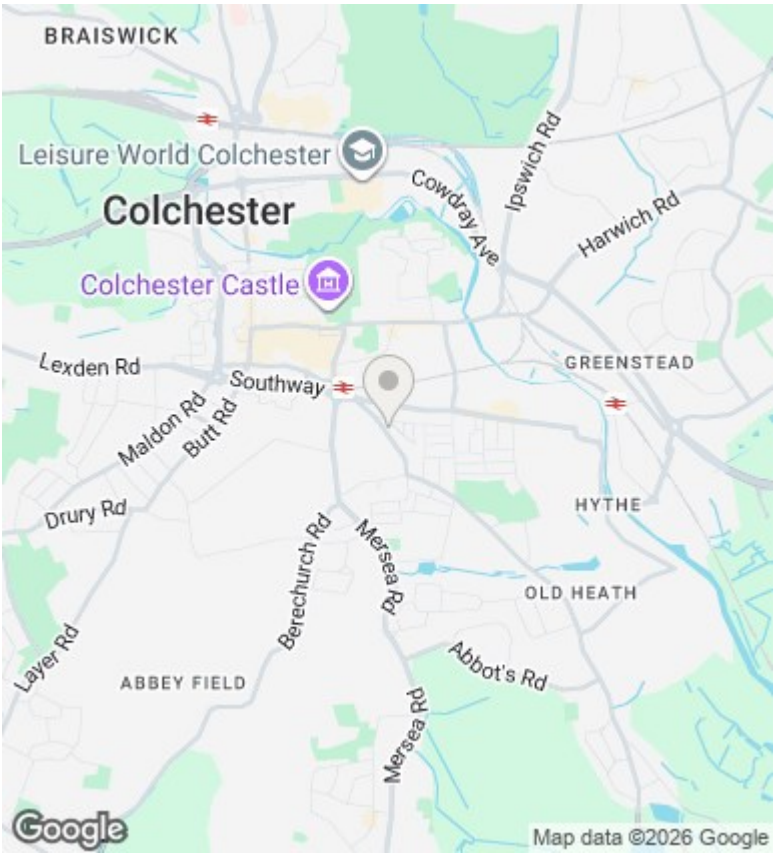 BRAISWICK
Leisure World Colchester
Ipswich Rd
Cowdray Ave
Harwich Rd
Colchester
Colchester Castle
Lexden Rd
Southway
GREENSTEAD
Maldon Rd
Butt Rd
Drury Rd
HYTHE
Berechurch Rd
Mersea Rd
OLD HEATH
Layer Rd
Abbot's Rd
ABBEY FIELD
Mersea Rd
Google
Map data ©2026 Google